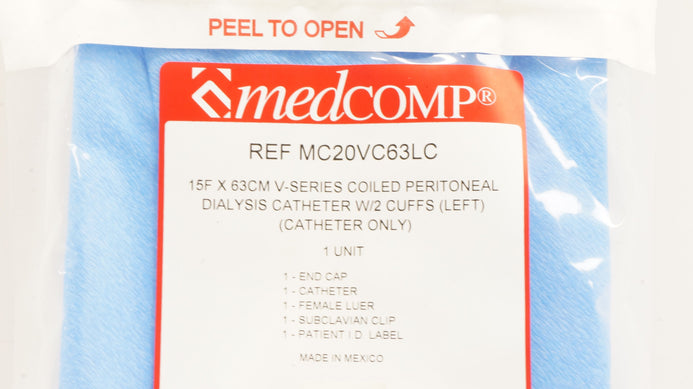 PEEL TO OPEN
medCOMP®
REF MC20VC63LC
15F X 63CM V-SERIES COILED PERITONEAL
DIALYSIS CATHETER W/2 CUFFS (LEFT)
(CATHETER ONLY)
1 UNIT
1 - END CAP
1 - CATHETER
1 - FEMALE LUER
1 - SUBCLAVIAN CLIP
1 - PATIENT I.D. LABEL
MADE IN MEXICO